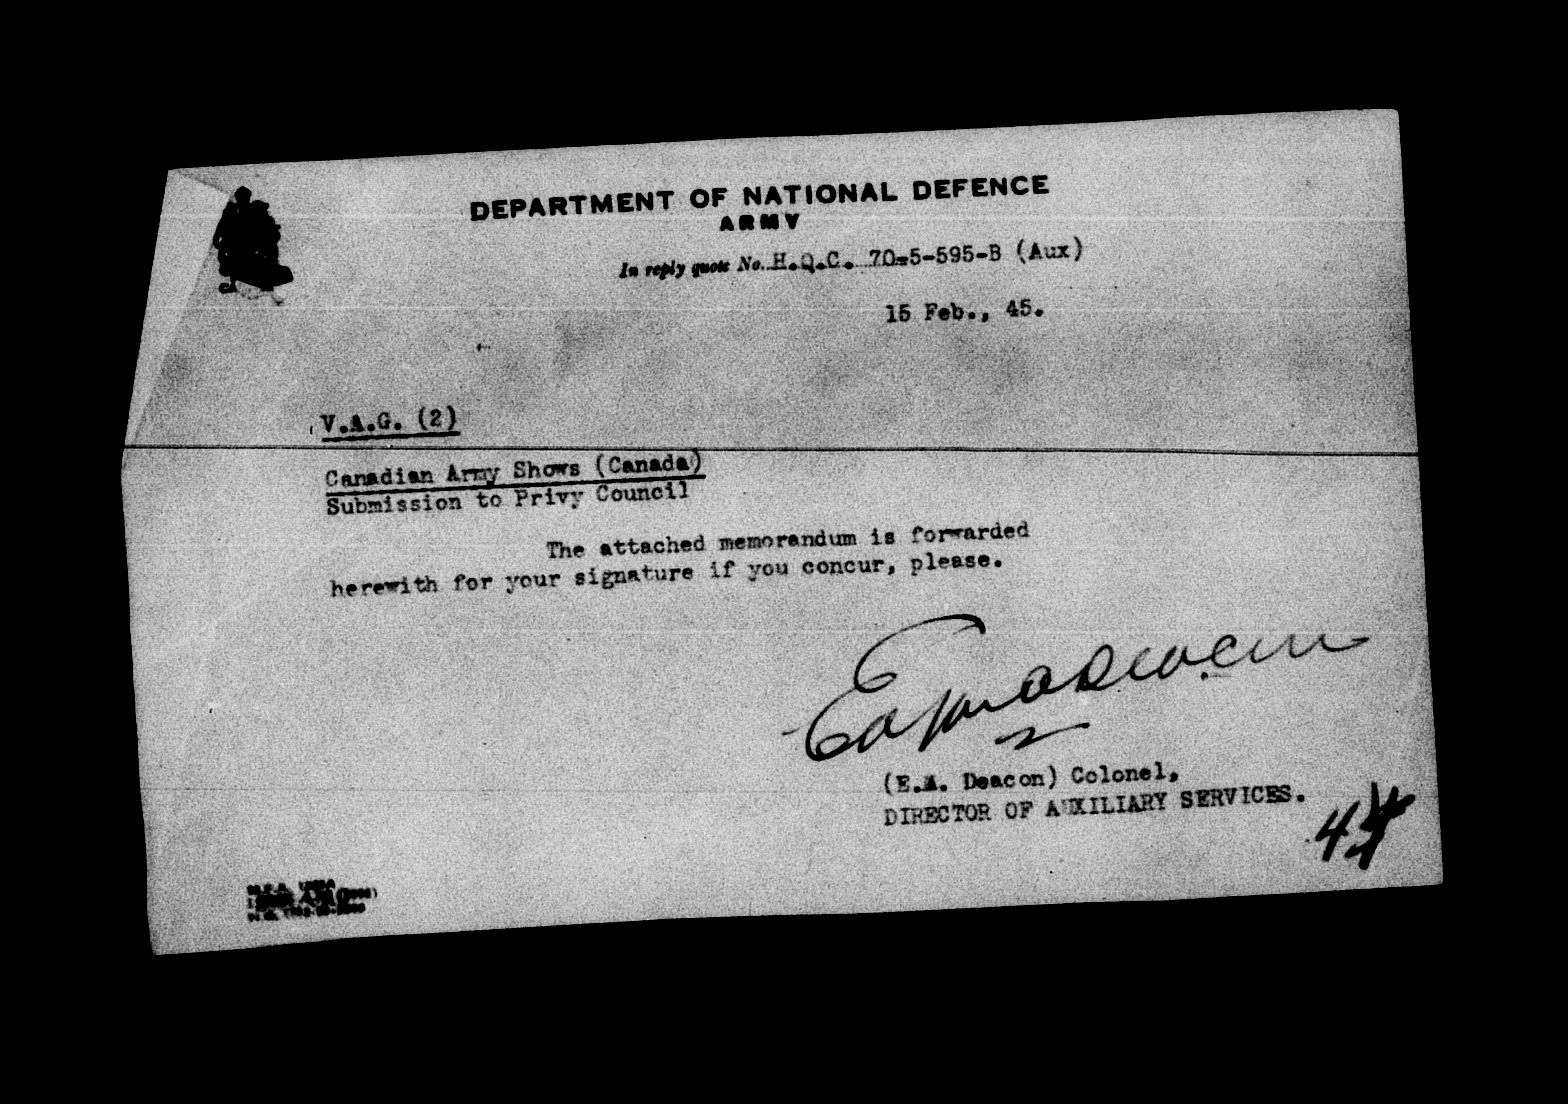 DEPARTMENT OF NATIONAL DEFENCE
ARMY
In reply quote No. H.Q.C. 70-5-595-B (Aux)
15 Feb., 45.
V.A.G. (2)
Canadian Army Shows (Canada)
Submission to Privy Council
The attached memorandum is forwarded
herewith for your signature if you concur, please.
(E.A. Deacon) Colonel,
DIRECTOR OF AUXILIARY SERVICES.